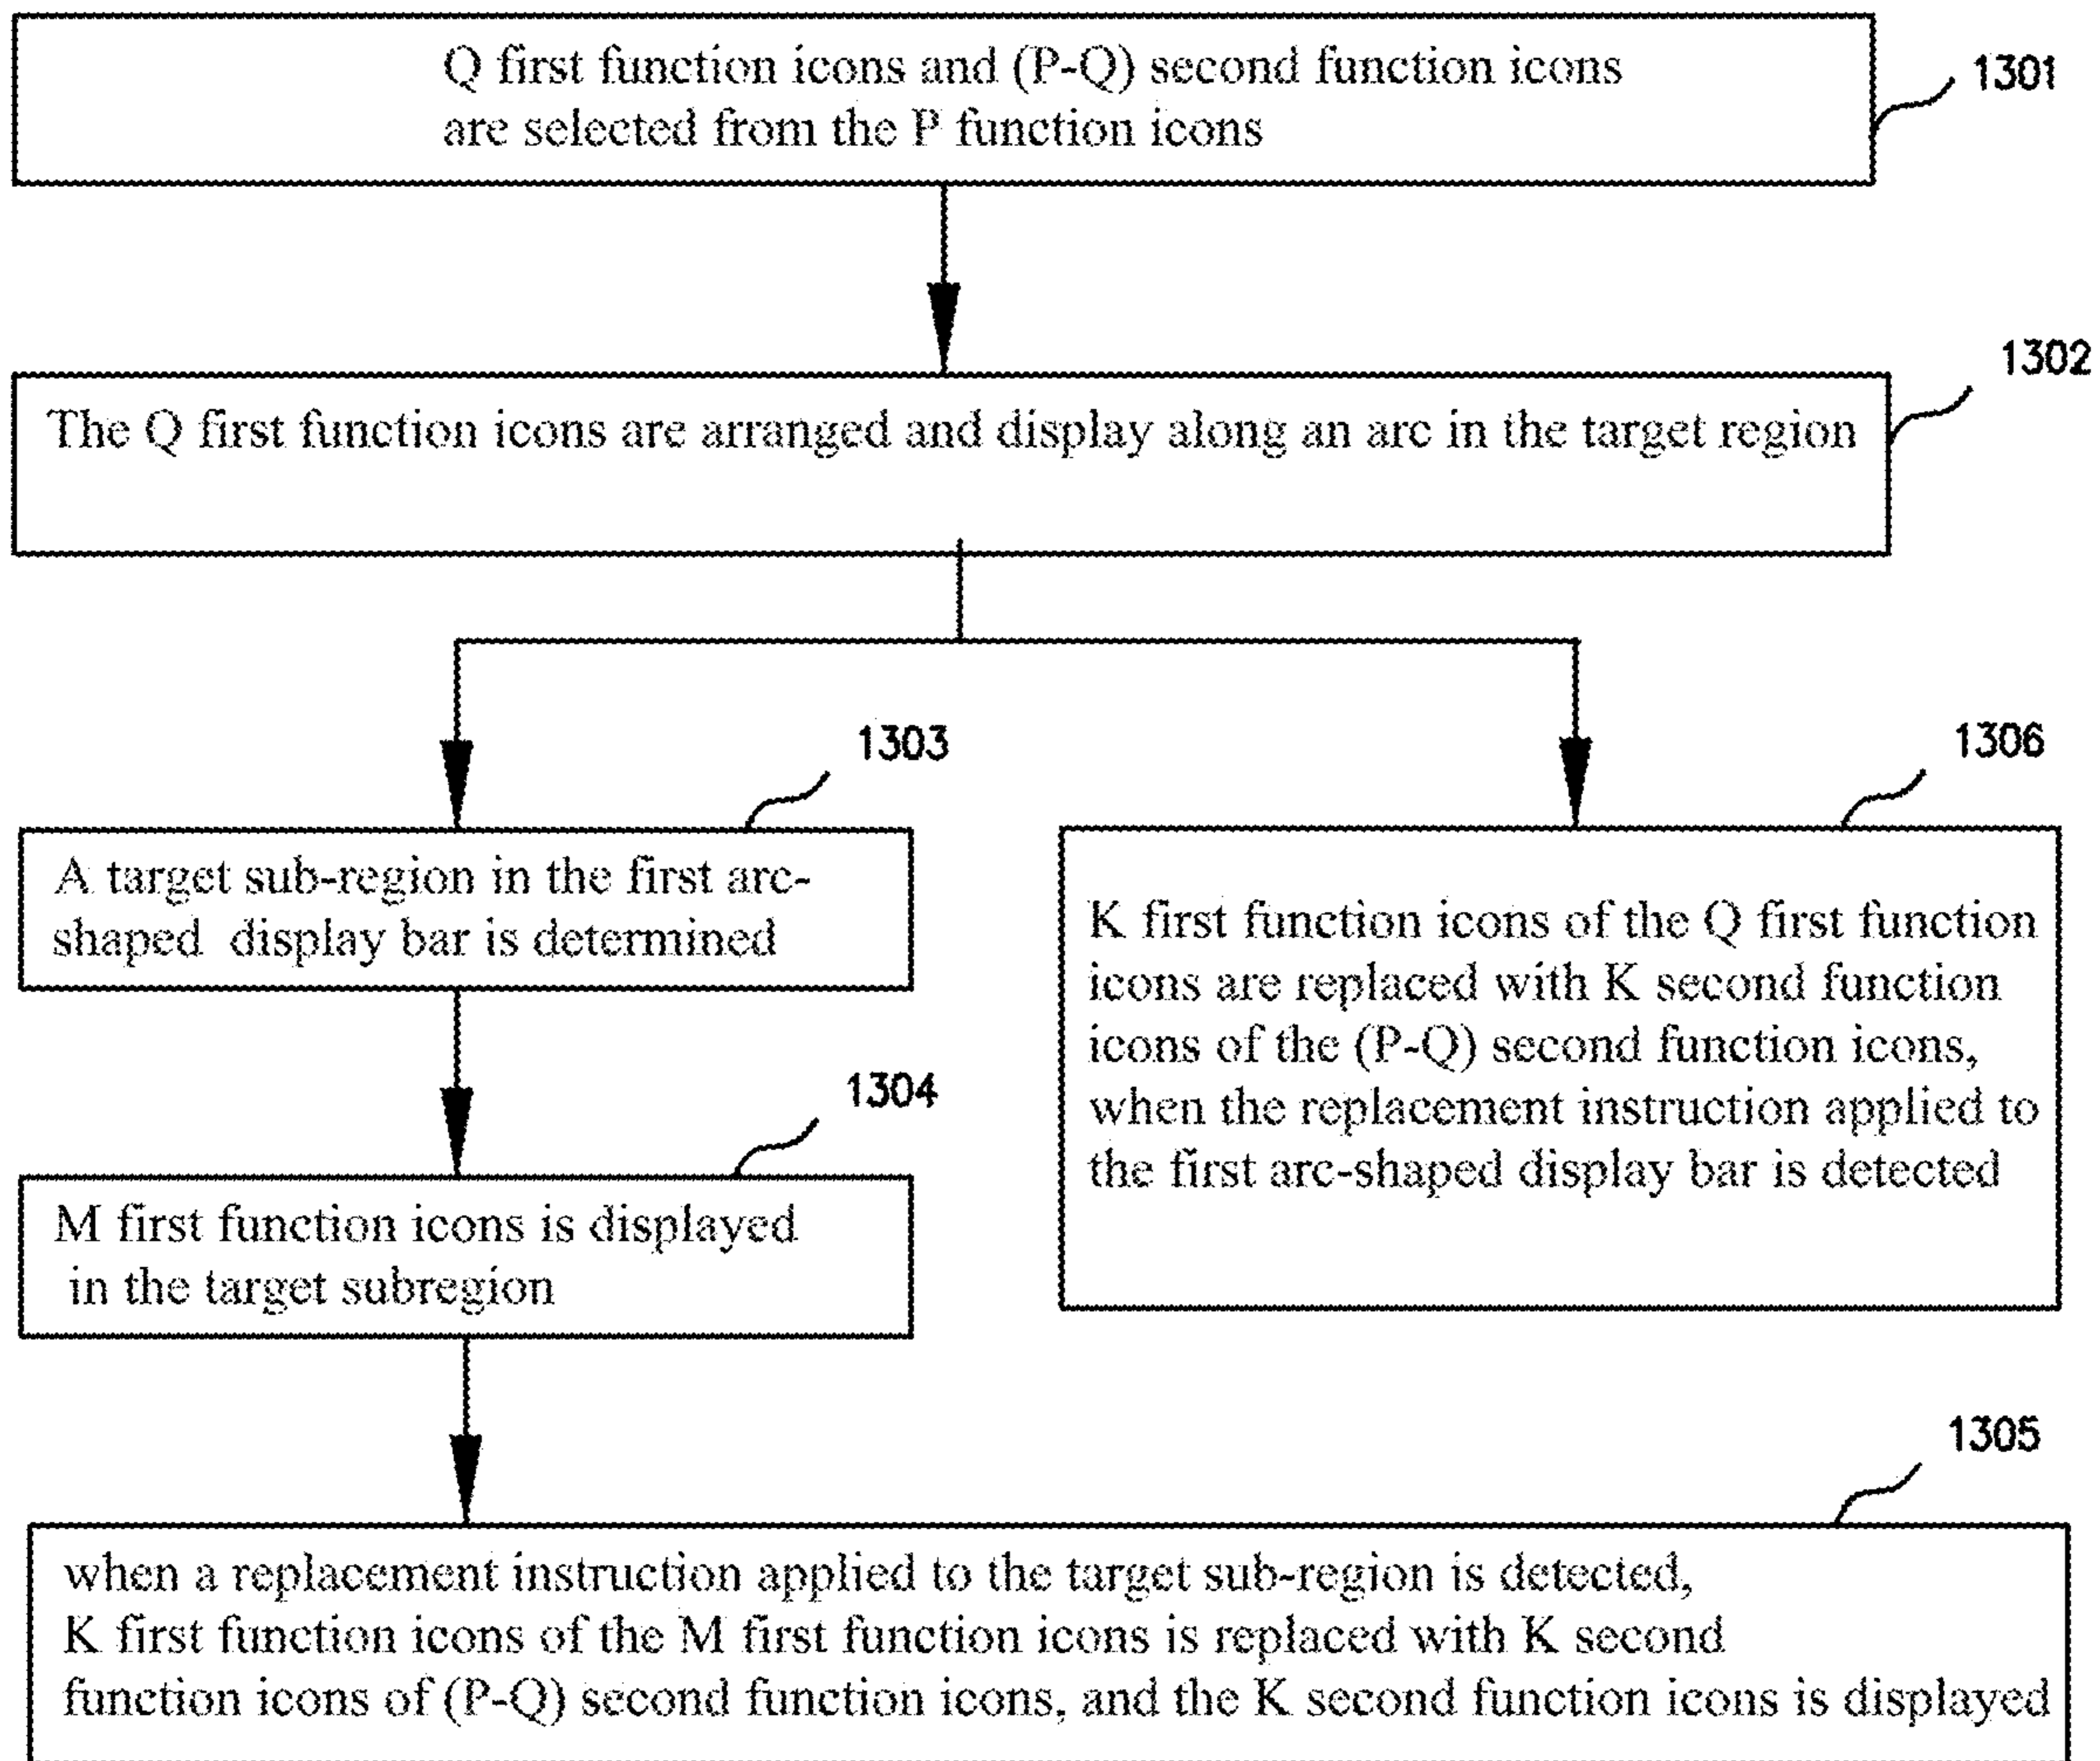 Q first function icons and (P-Q) second function icons
are selected from the P function icons
1301
1302
The Q first function icons are arranged and display along an arc in the target region
1303
A target sub-region in the first arc-
shaped display bar is determined
1306
K first function icons of the Q first function
icons are replaced with K second function
icons of the (P-Q) second function icons,
when the replacement instruction applied to
the first arc-shaped display bar is detected
1304
M first function icons is displayed
in the target subregion
1305
when a replacement instruction applied to the target sub-region is detected,
K first function icons of the M first function icons is replaced with K second
function icons of (P-Q) second function icons, and the K second function icons is displayed